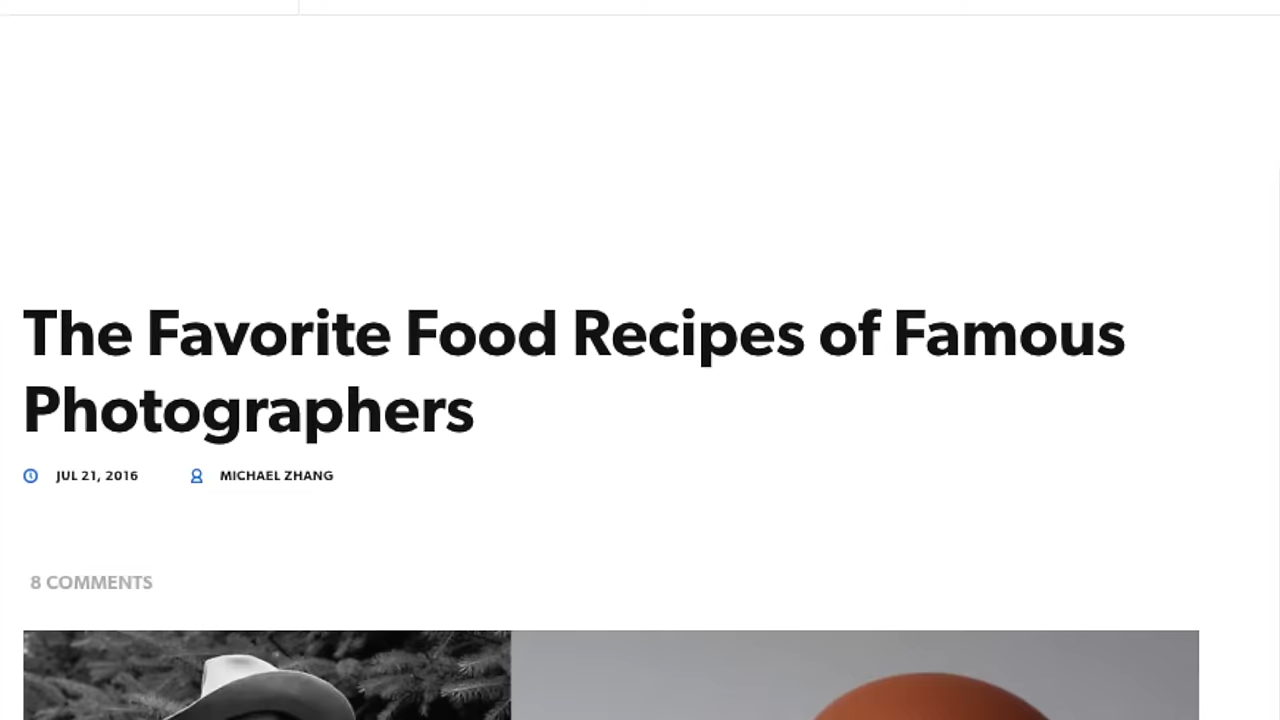 The Favorite Food Recipes of Famous
Photographers
JUL 21, 2016 MICHAEL ZHANG
8 COMMENTS